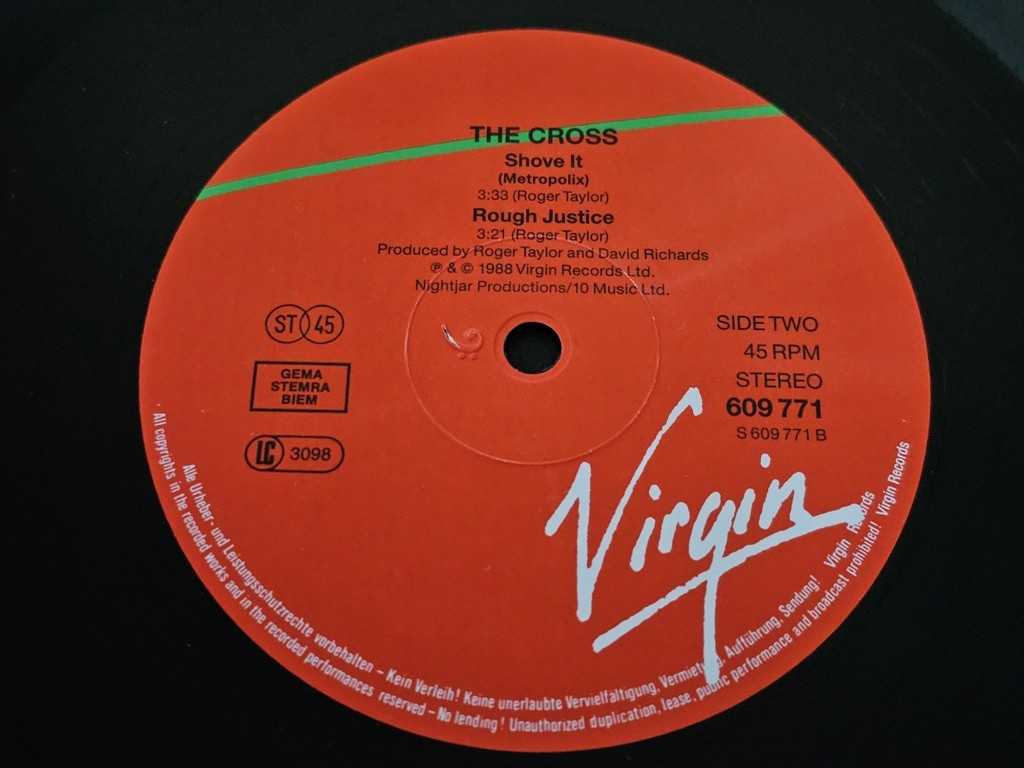 THE CROSS
Shove It
(Metropolix)
3:33 (Roger Taylor)
Rough Justice
3:21 (Roger Taylor)
Produced by Roger Taylor and David Richards
℗ & © 1988 Virgin Records Ltd.
Nightjar Productions/10 Music Ltd.
ST 45
GEMA
STEMRA
BIEM
LC 3098
SIDE TWO
45 RPM
STEREO
609 771
S 609 771 B
Virgin
Alle Urheber- und Leistungsschutzrechte vorbehalten – Kein Verleih! Keine unerlaubte Vervielfältigung, Vermietung, Aufführung, Sendung! Virgin Records
All copyrights in the recorded works and in the recorded performances reserved – No lending! Unauthorized duplication, lease, public performance and broadcast prohibited! Virgin Records